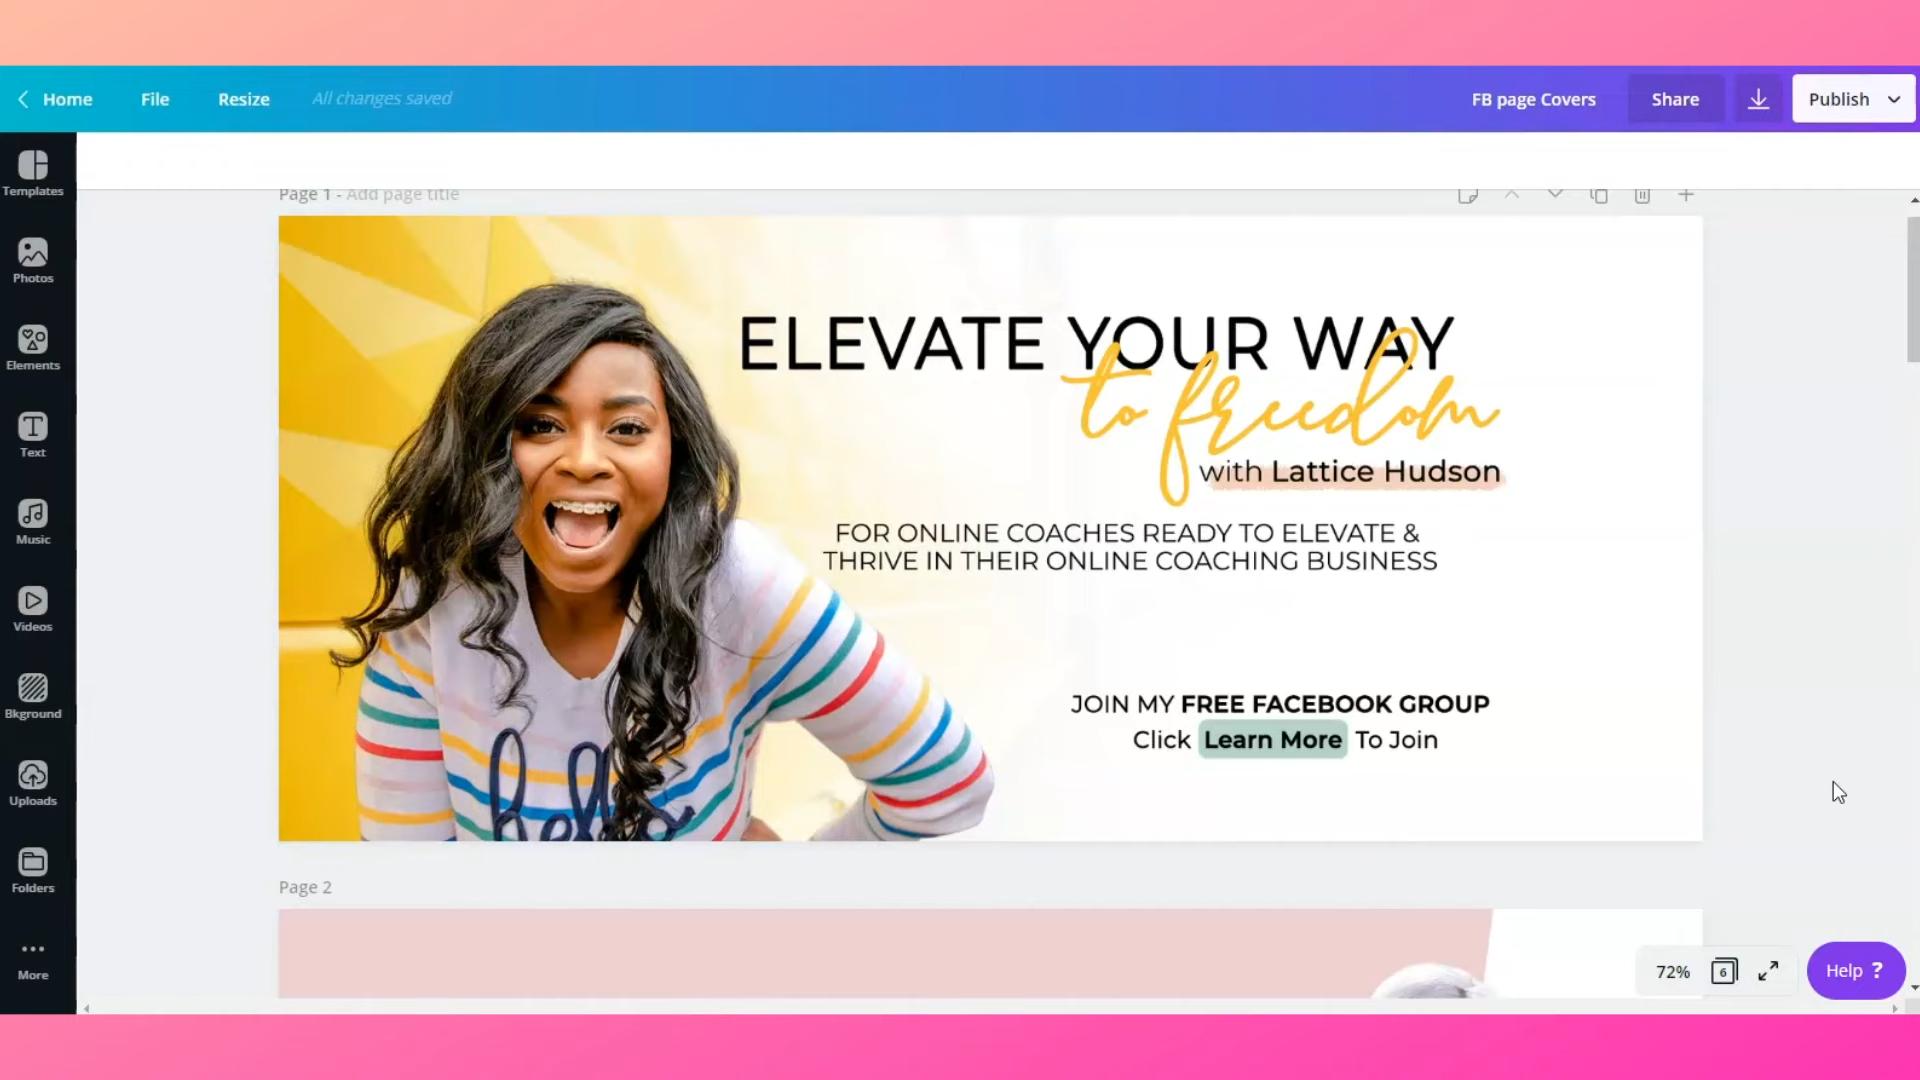 Home File Resize All changes saved FB page Covers Share Publish
Templates
Photos
Elements
Text
Music
Videos
Bkground
Uploads
Folders
More
Page 1 - Add page title
ELEVATE YOUR WAY
to freedom
with Lattice Hudson
FOR ONLINE COACHES READY TO ELEVATE &
THRIVE IN THEIR ONLINE COACHING BUSINESS
JOIN MY FREE FACEBOOK GROUP
Click Learn More To Join
hello
Page 2
72% 6 Help ?